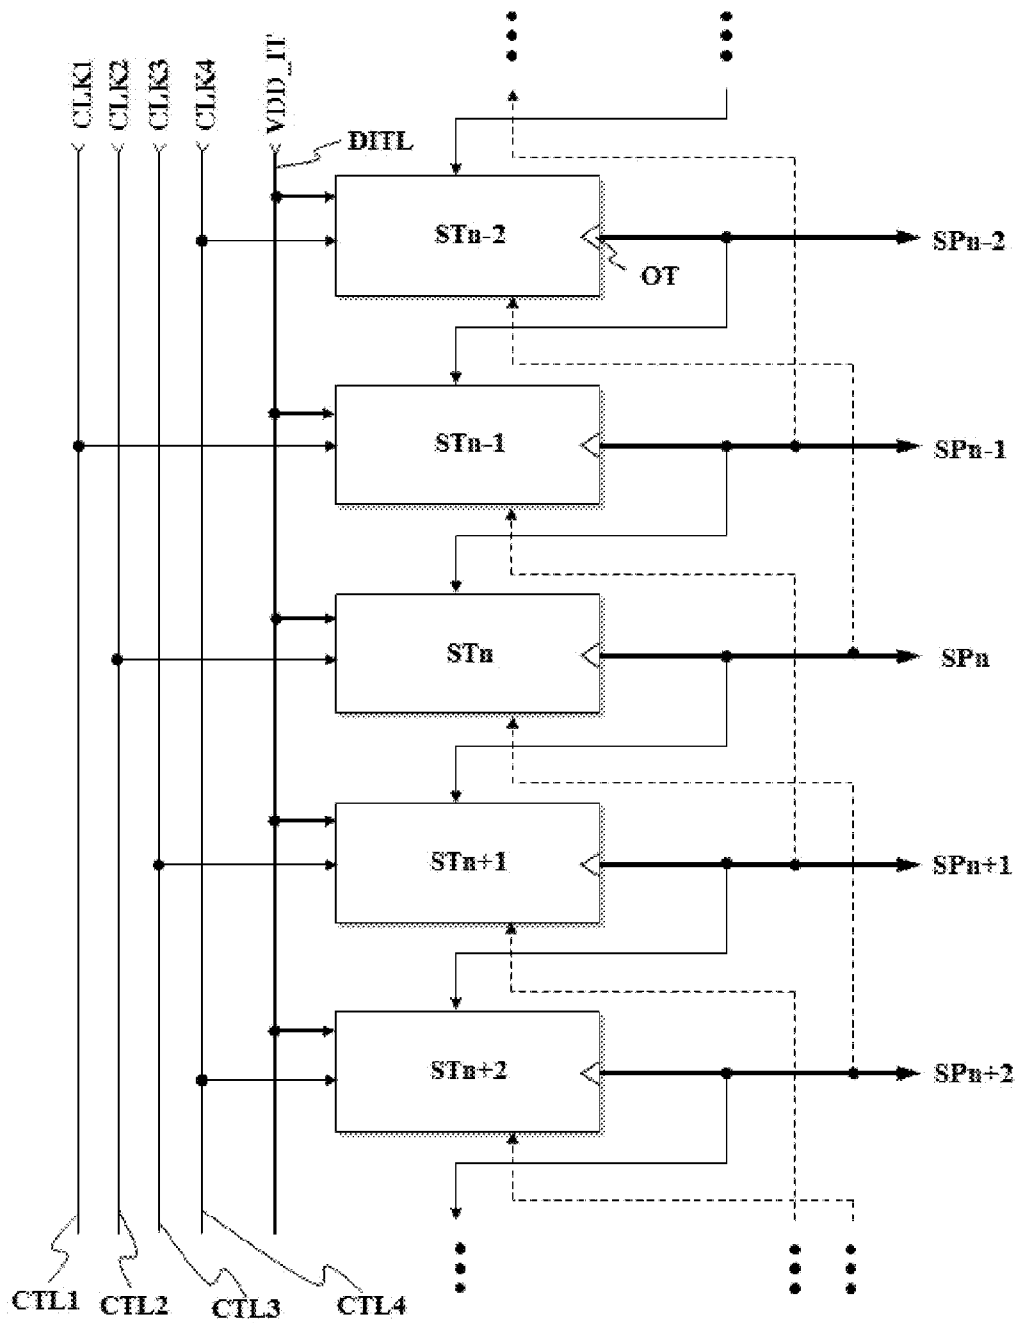 CLK1
CLK2
CLK3
CLK4
VDD_IT
DITL
STn-2
OT
SPn-2
STn-1
SPn-1
STn
SPn
STn+1
SPn+1
STn+2
SPn+2
CTL1
CTL2
CTL3
CTL4